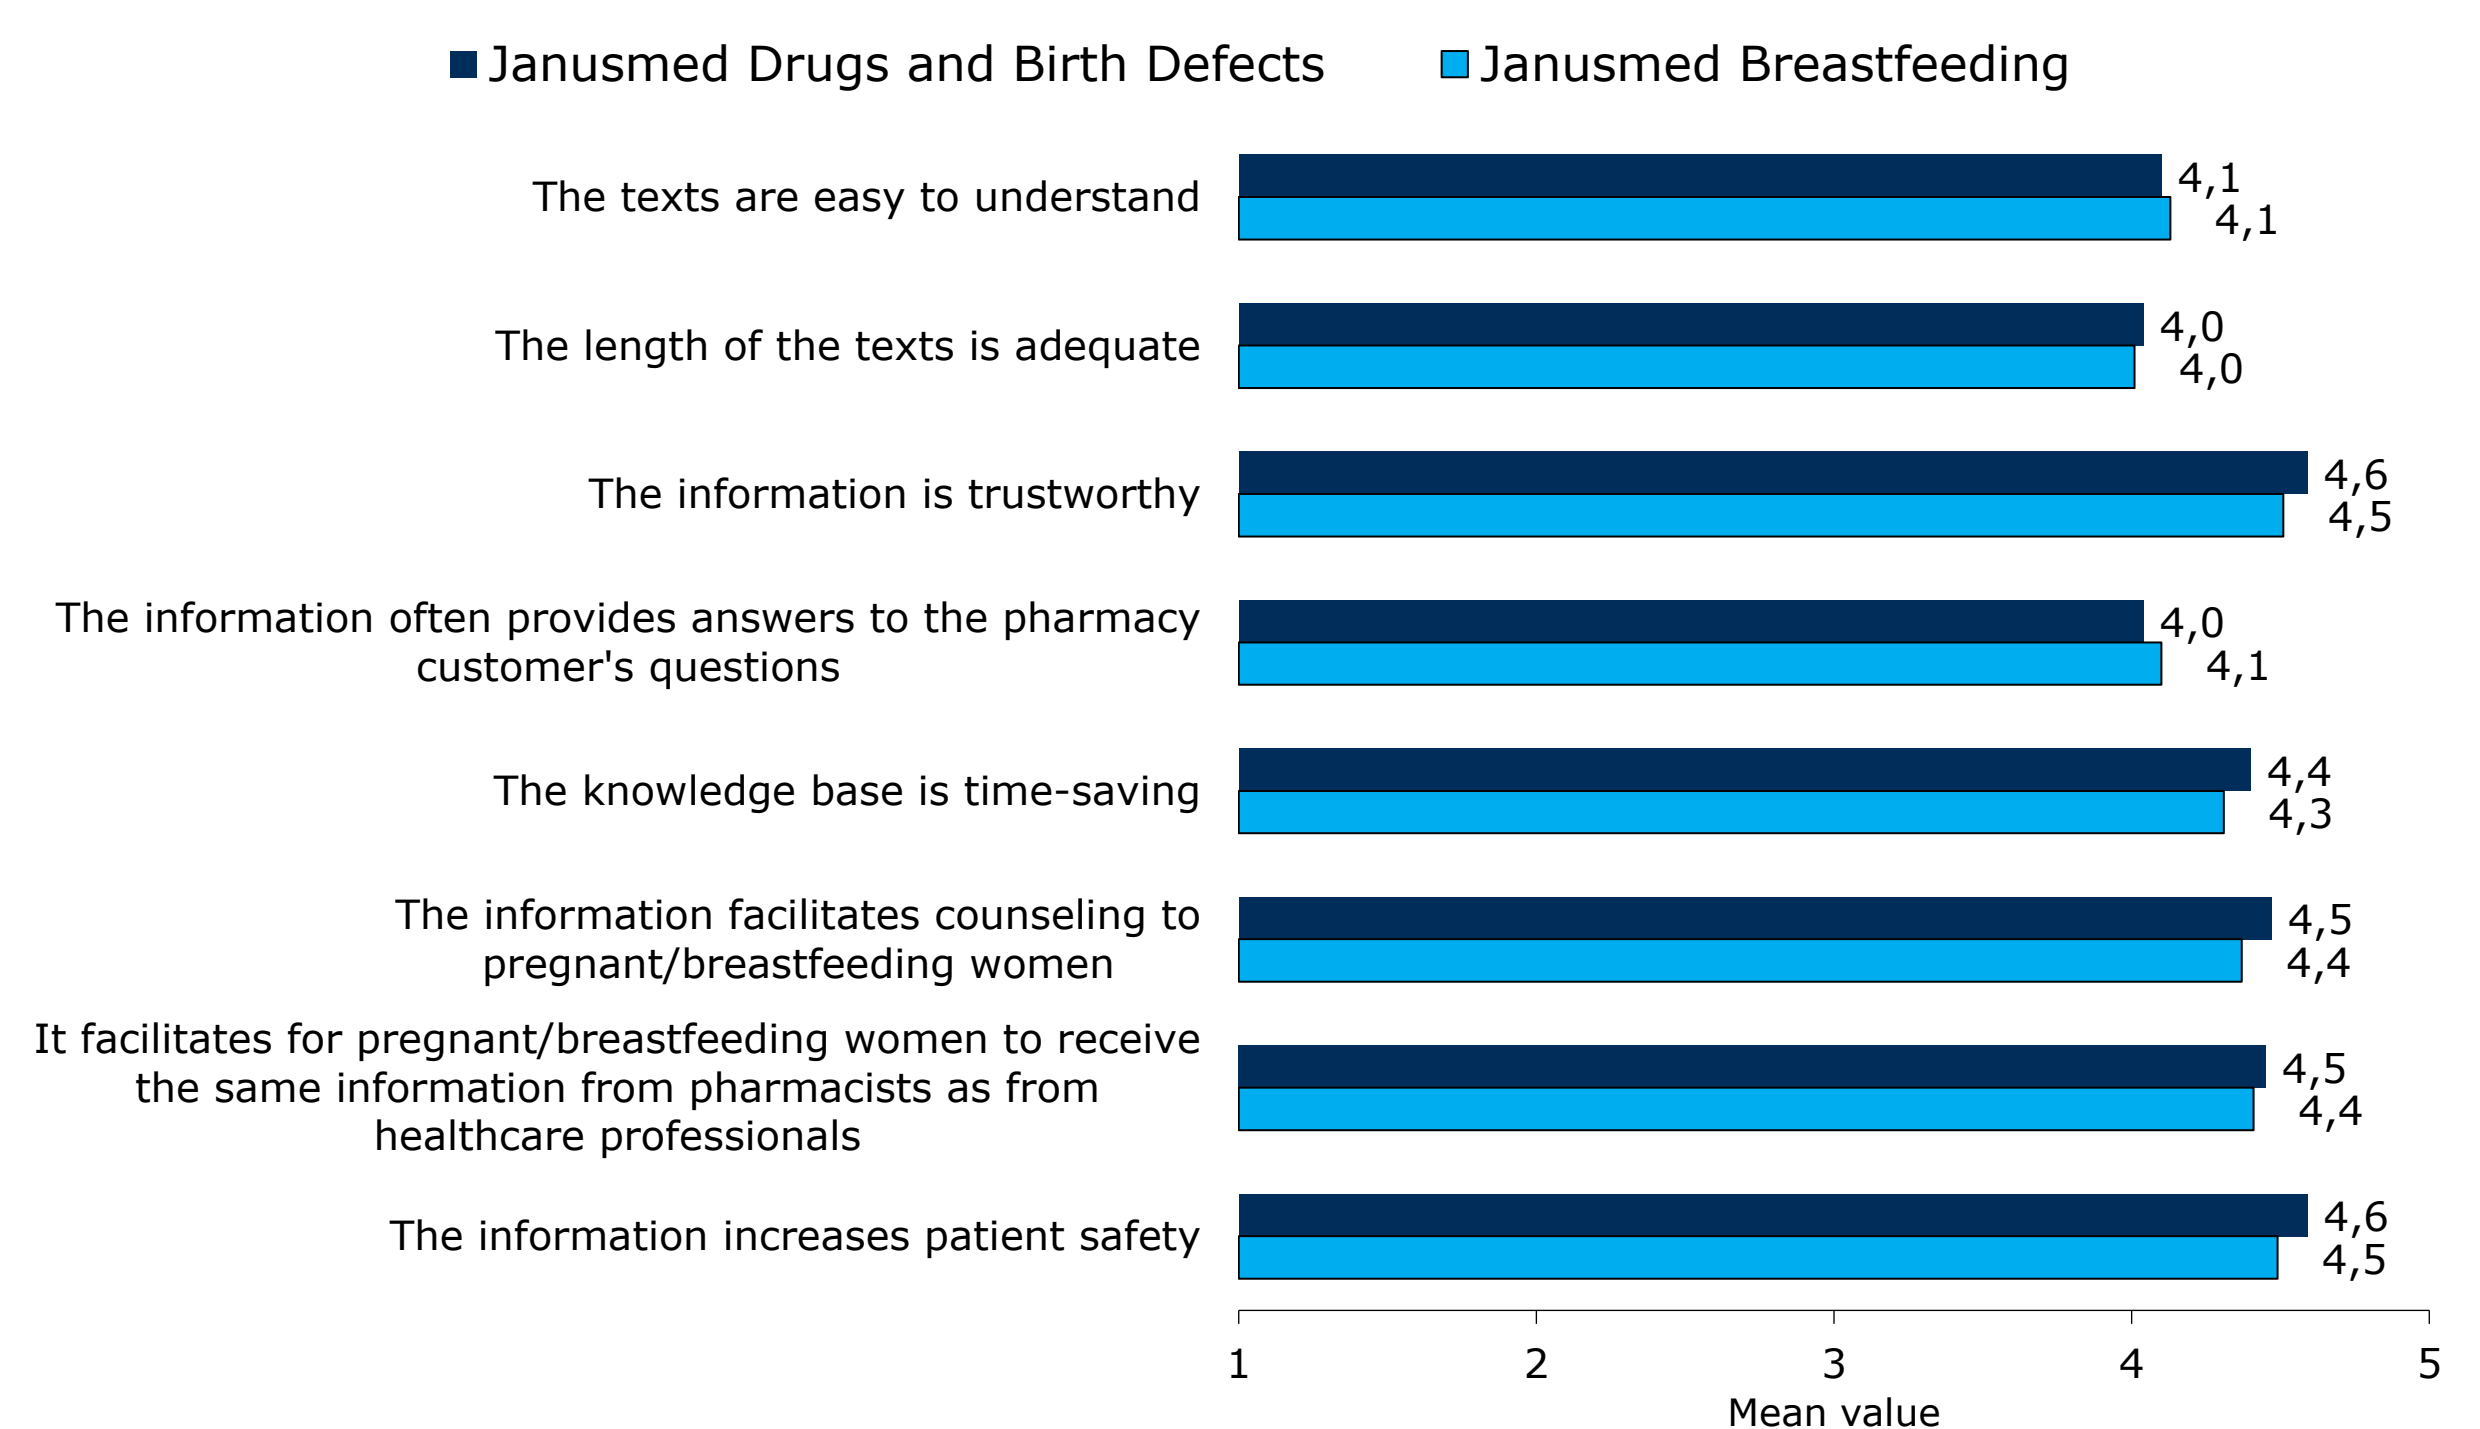 Janusmed Drugs and Birth Defects
Janusmed Breastfeeding
The texts are easy to understand
4,1
4,1
The length of the texts is adequate
4,0
4,0
The information is trustworthy
4,6
4,5
The information often provides answers to the pharmacy
customer's questions
4,0
4,1
The knowledge base is time-saving
4,4
4,3
The information facilitates counseling to
pregnant/breastfeeding women
4,5
4,4
It facilitates for pregnant/breastfeeding women to receive
the same information from pharmacists as from
healthcare professionals
4,5
4,4
The information increases patient safety
4,6
4,5
1 2 3 4 5
Mean value